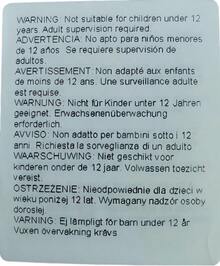 WARNING: Not suitable for children under 12
years. Adult supervision required.
ADVERTENCIA: No apto para niños menores
de 12 años. Se requiere supervisión de
adultos.
AVERTISSEMENT: Non adapté aux enfants
de moins de 12 ans. Une surveillance adulte
est requise.
WARNUNG: Nicht für Kinder unter 12 Jahren
geeignet. Erwachsenenüberwachung
erforderlich.
AVVISO: Non adatto per bambini sotto i 12
anni. Richiesta la sorveglianza di un adulto
WAARSCHUWING: Niet geschikt voor
kinderen onder de 12 jaar. Volwassen toezicht
vereist.
OSTRZEŻENIE: Nieodpowiednie dla dzieci w
wieku poniżej 12 lat. Wymagany nadzór osoby
dorosłej.
VARNING: Ej lämpligt för barn under 12 år
Vuxen övervakning krävs